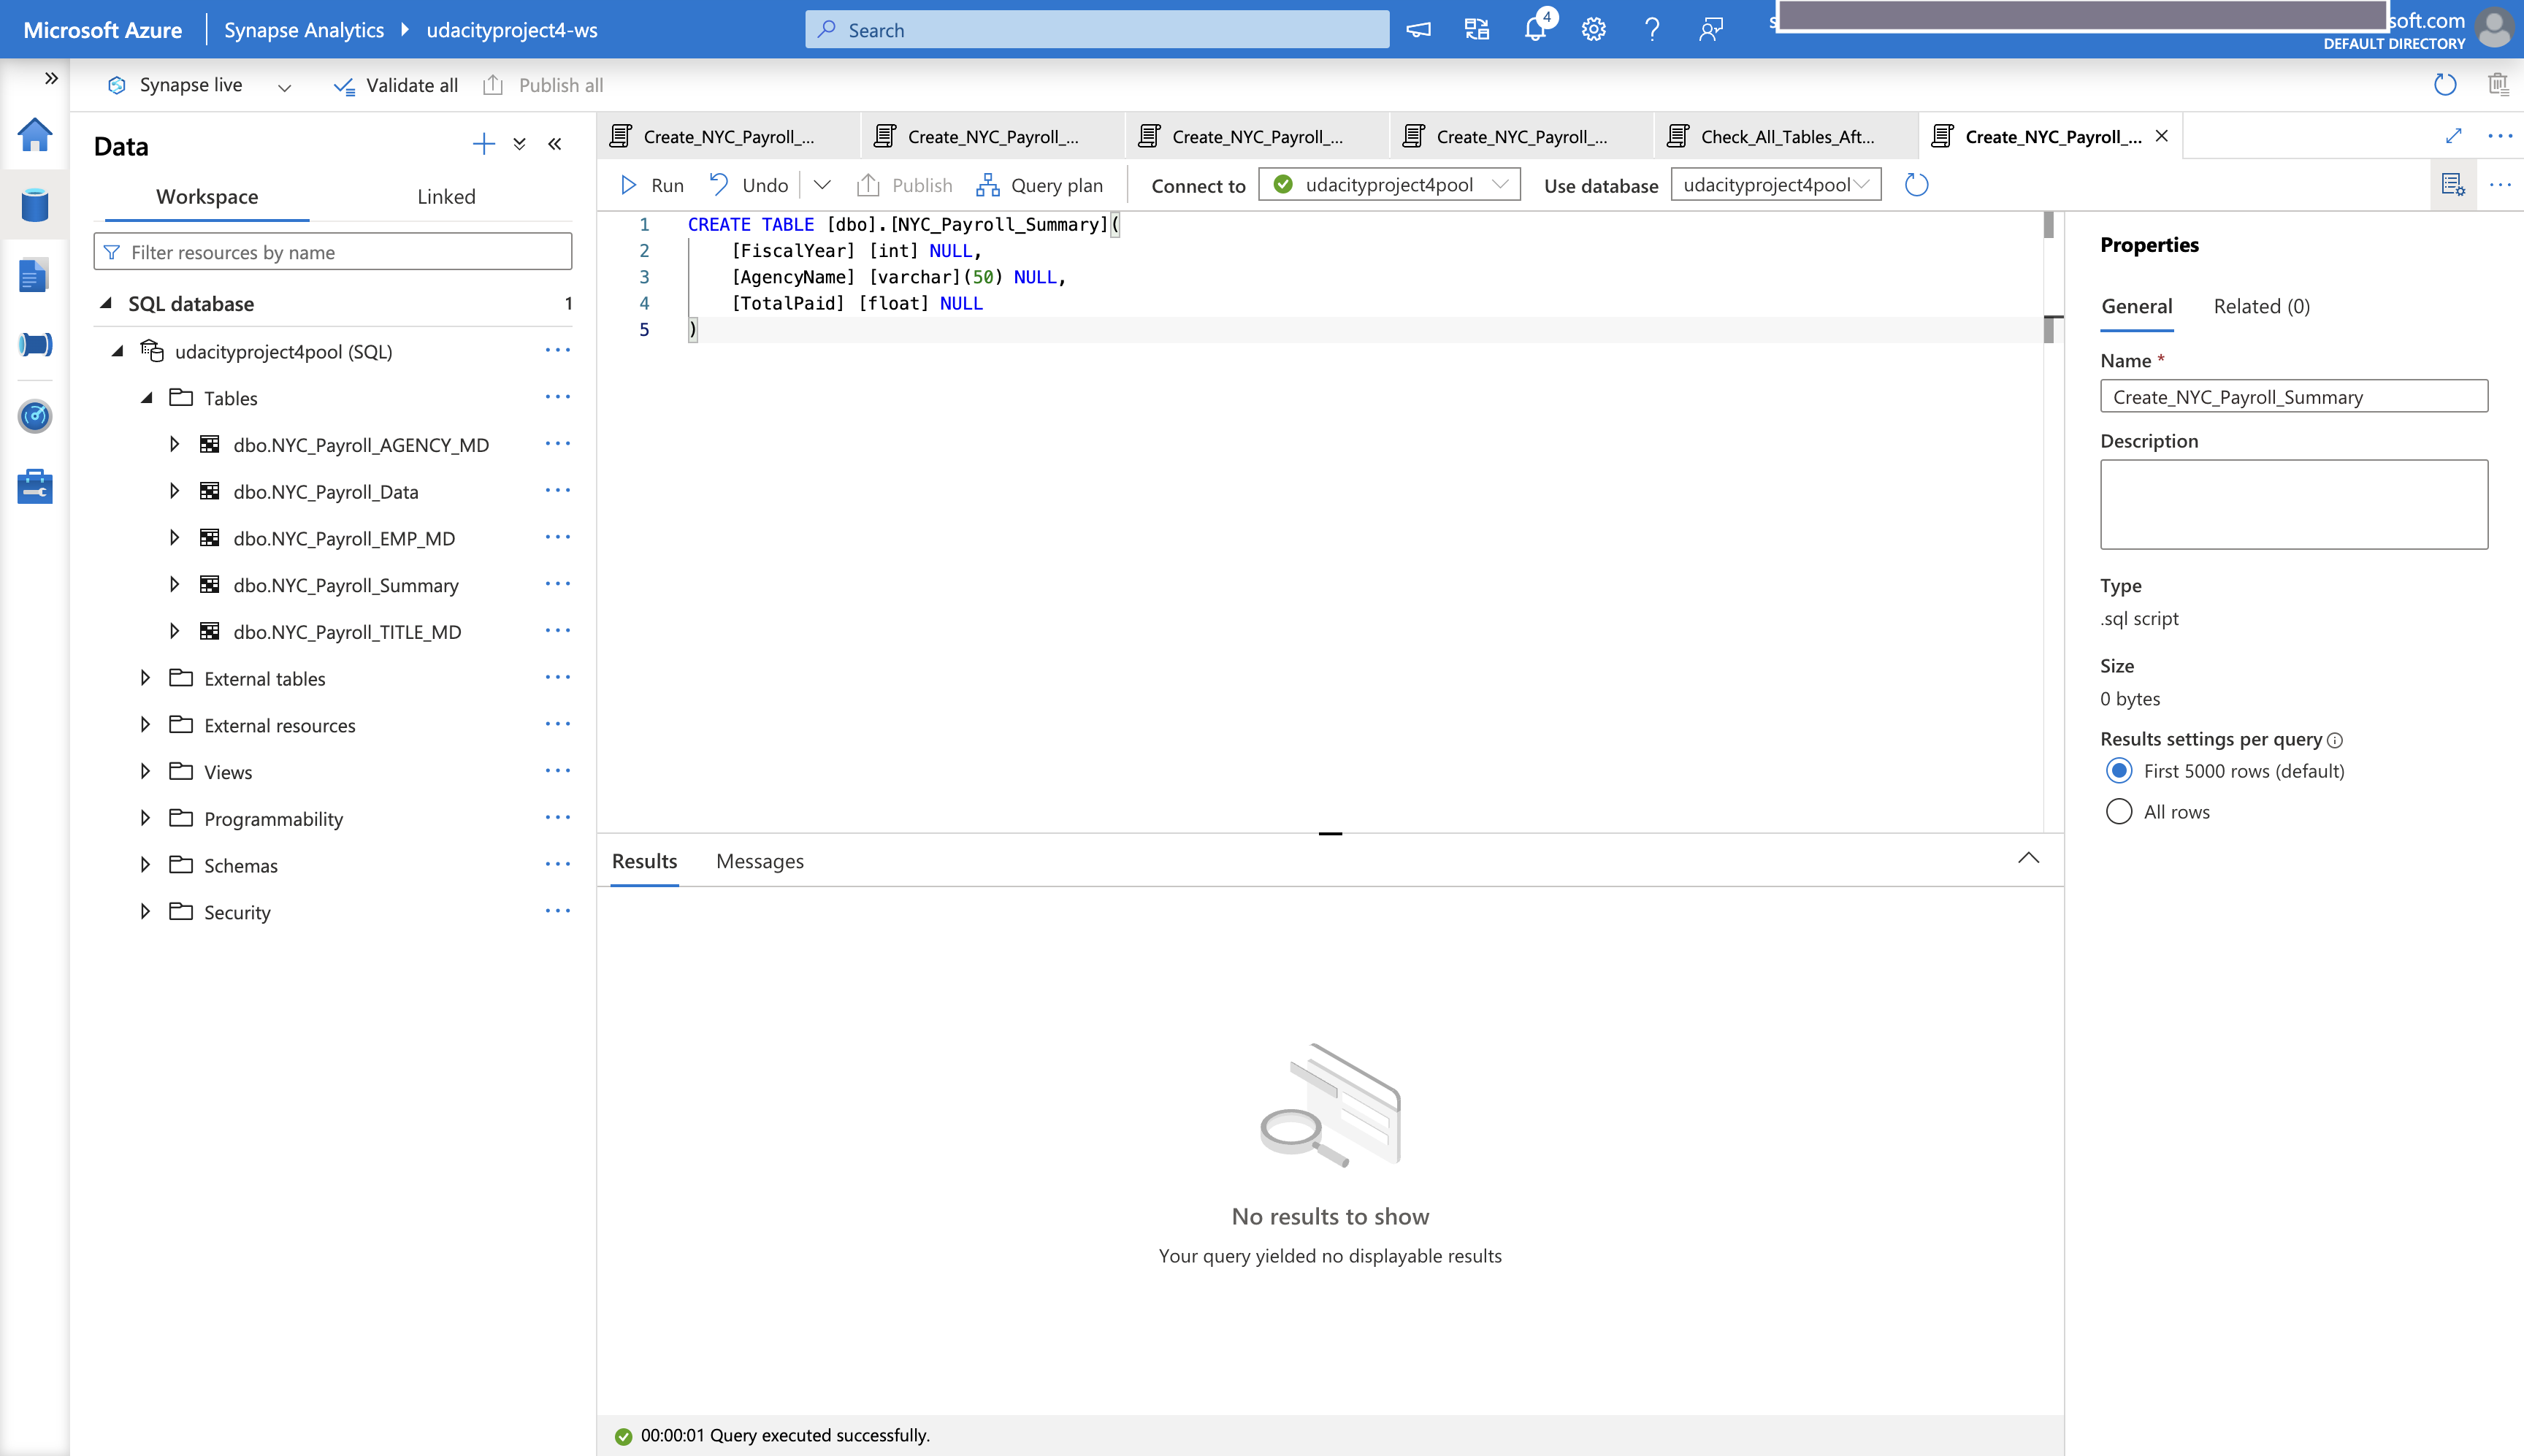 Microsoft Azure
Synapse Analytics
udacityproject4-ws
Search
4
soft.com
DEFAULT DIRECTORY
Synapse live
Validate all
Publish all
Data
Workspace
Linked
Filter resources by name
SQL database
1
udacityproject4pool (SQL)
Tables
dbo.NYC_Payroll_AGENCY_MD
dbo.NYC_Payroll_Data
dbo.NYC_Payroll_EMP_MD
dbo.NYC_Payroll_Summary
dbo.NYC_Payroll_TITLE_MD
External tables
External resources
Views
Programmability
Schemas
Security
Create_NYC_Payroll_...
Create_NYC_Payroll_...
Create_NYC_Payroll_...
Create_NYC_Payroll_...
Check_All_Tables_Aft...
Create_NYC_Payroll_...
Run
Undo
Publish
Query plan
Connect to
udacityproject4pool
Use database
udacityproject4pool
1 CREATE TABLE [dbo].[NYC_Payroll_Summary](
2 [FiscalYear] [int] NULL,
3 [AgencyName] [varchar](50) NULL,
4 [TotalPaid] [float] NULL
5 )
Results
Messages
No results to show
Your query yielded no displayable results
00:00:01 Query executed successfully.
Properties
General
Related (0)
Name *
Create_NYC_Payroll_Summary
Description
Type
.sql script
Size
0 bytes
Results settings per query
First 5000 rows (default)
All rows